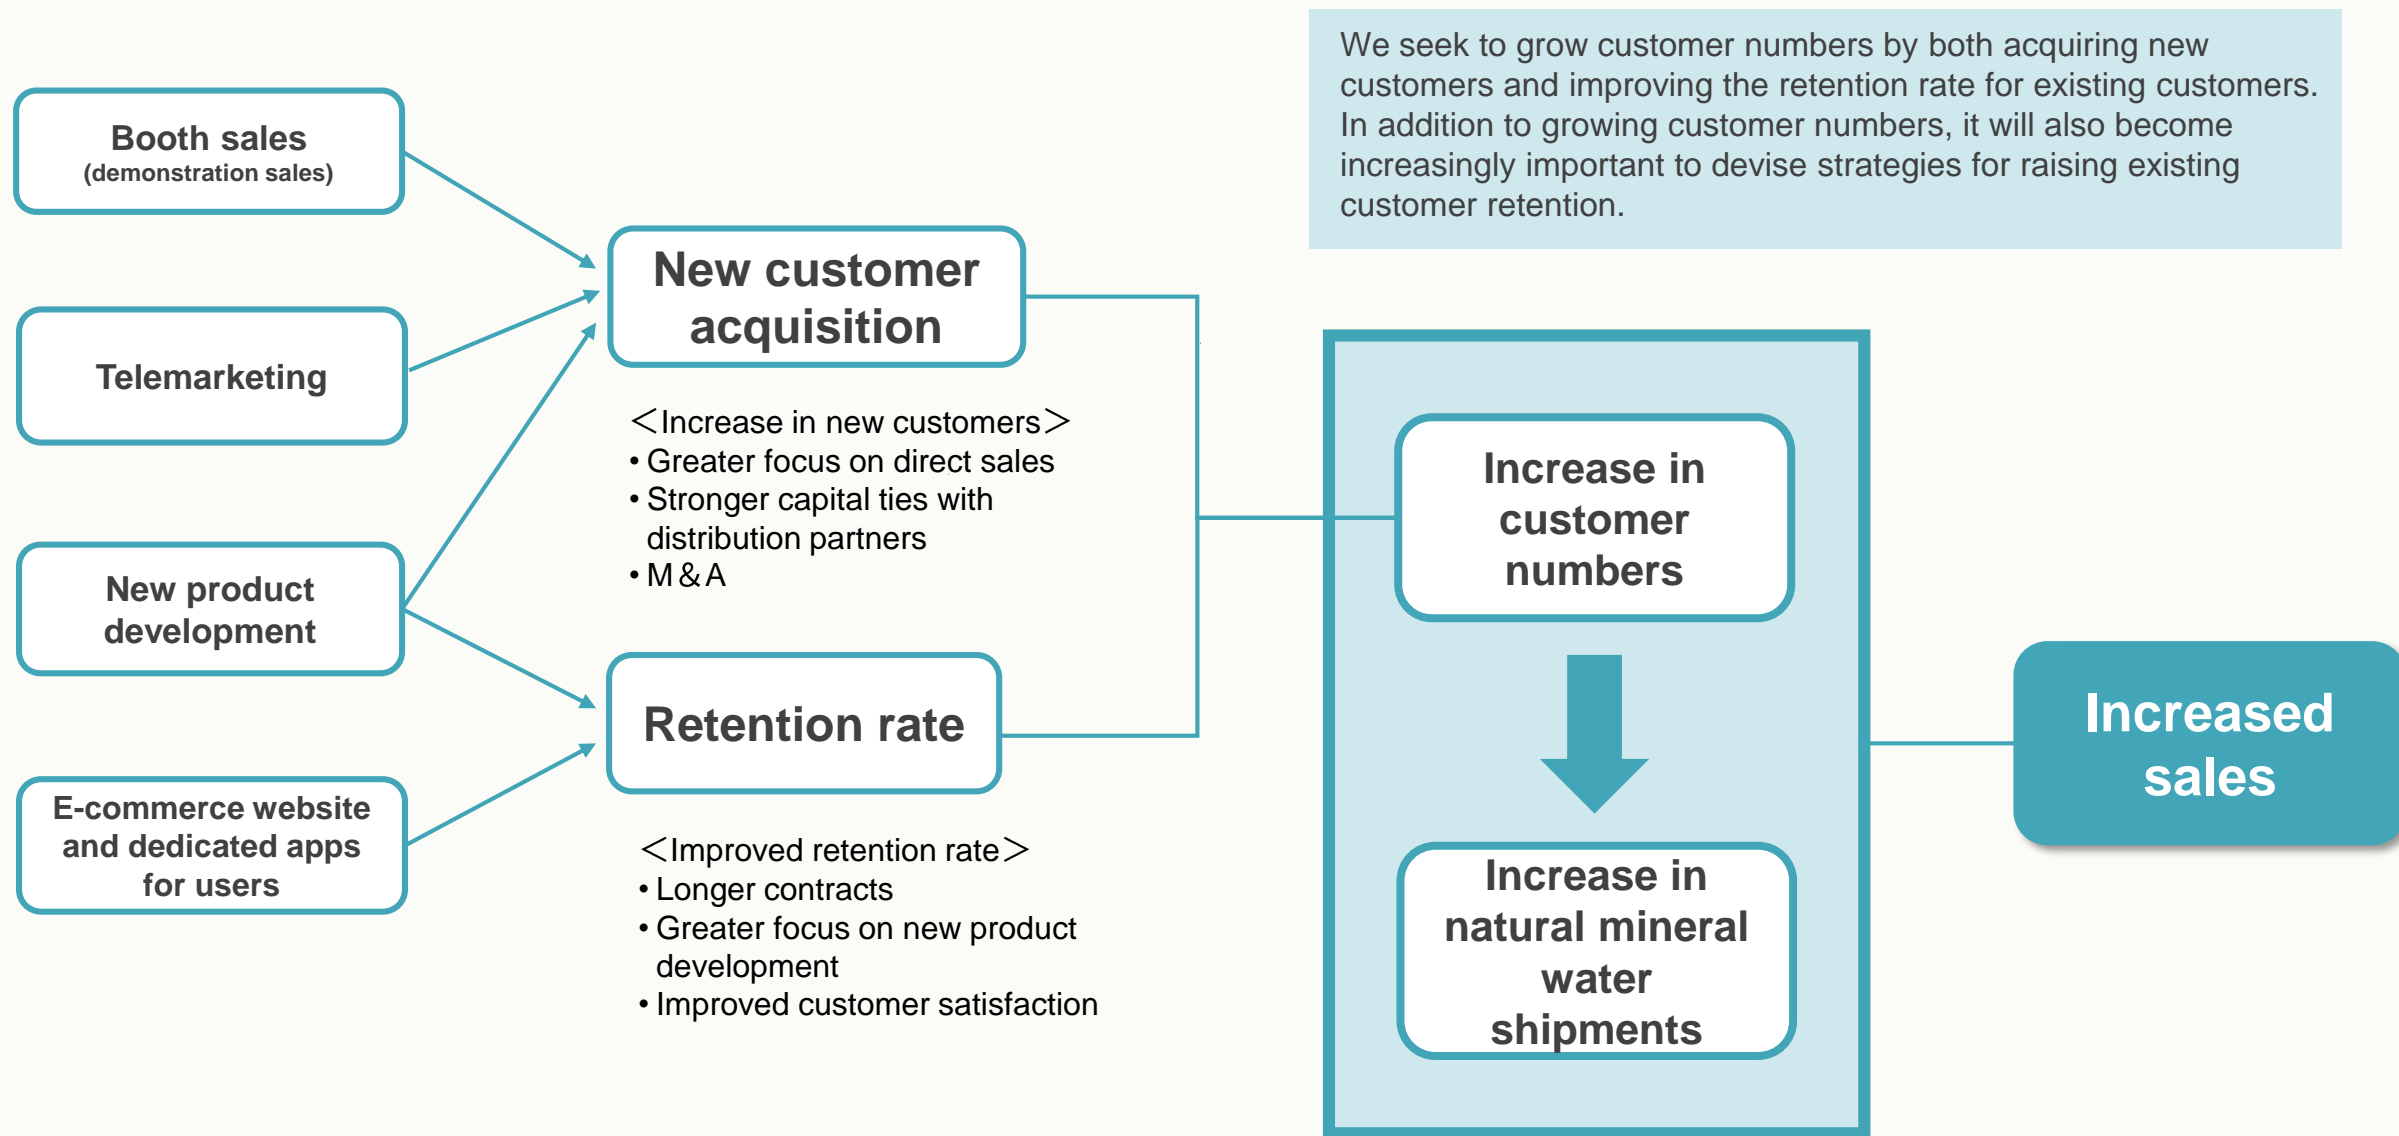 We seek to grow customer numbers by both acquiring new
customers and improving the retention rate for existing customers.
In addition to growing customer numbers, it will also become
increasingly important to devise strategies for raising existing
customer retention.
Booth sales
(demonstration sales)
Telemarketing
New product
development
E-commerce website
and dedicated apps
for users
New customer
acquisition
＜Increase in new customers＞
• Greater focus on direct sales
• Stronger capital ties with
distribution partners
• M＆A
Retention rate
＜Improved retention rate＞
• Longer contracts
• Greater focus on new product
development
• Improved customer satisfaction
Increase in
customer
numbers
Increase in
natural mineral
water
shipments
Increased
sales